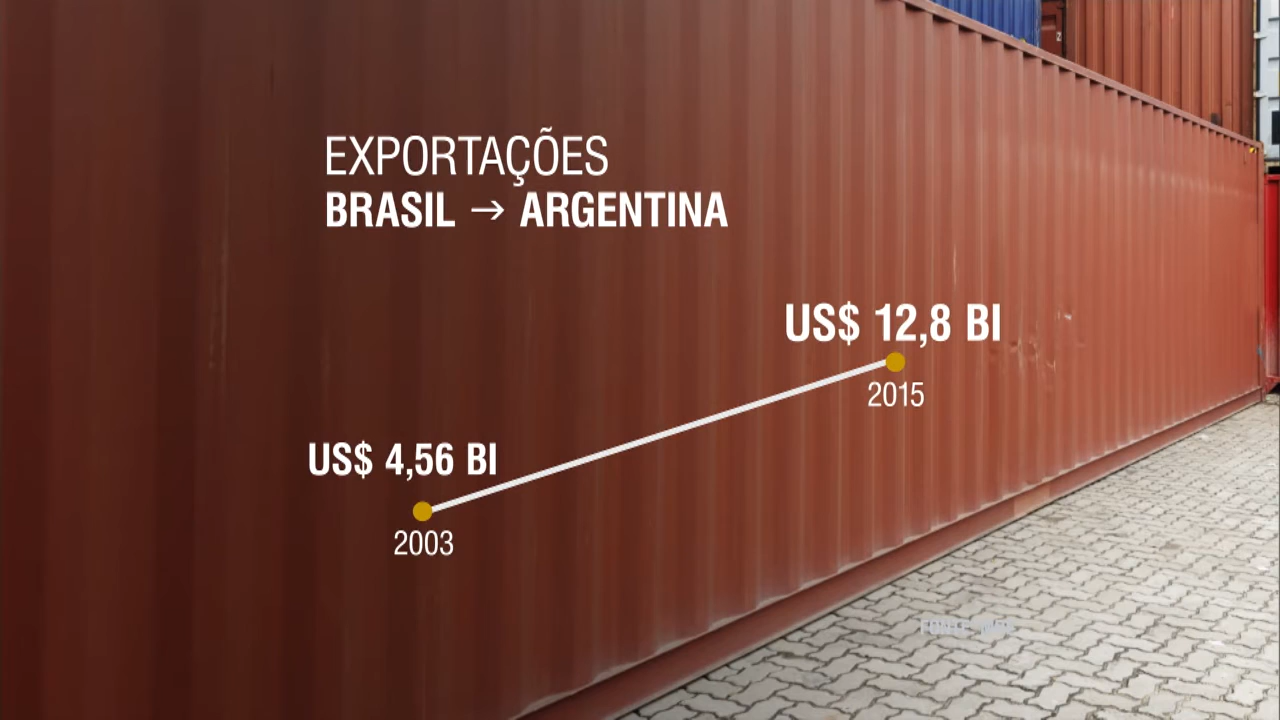 EXPORTAÇÕES
BRASIL → ARGENTINA
US$ 12,8 BI
2015
US$ 4,56 BI
2003